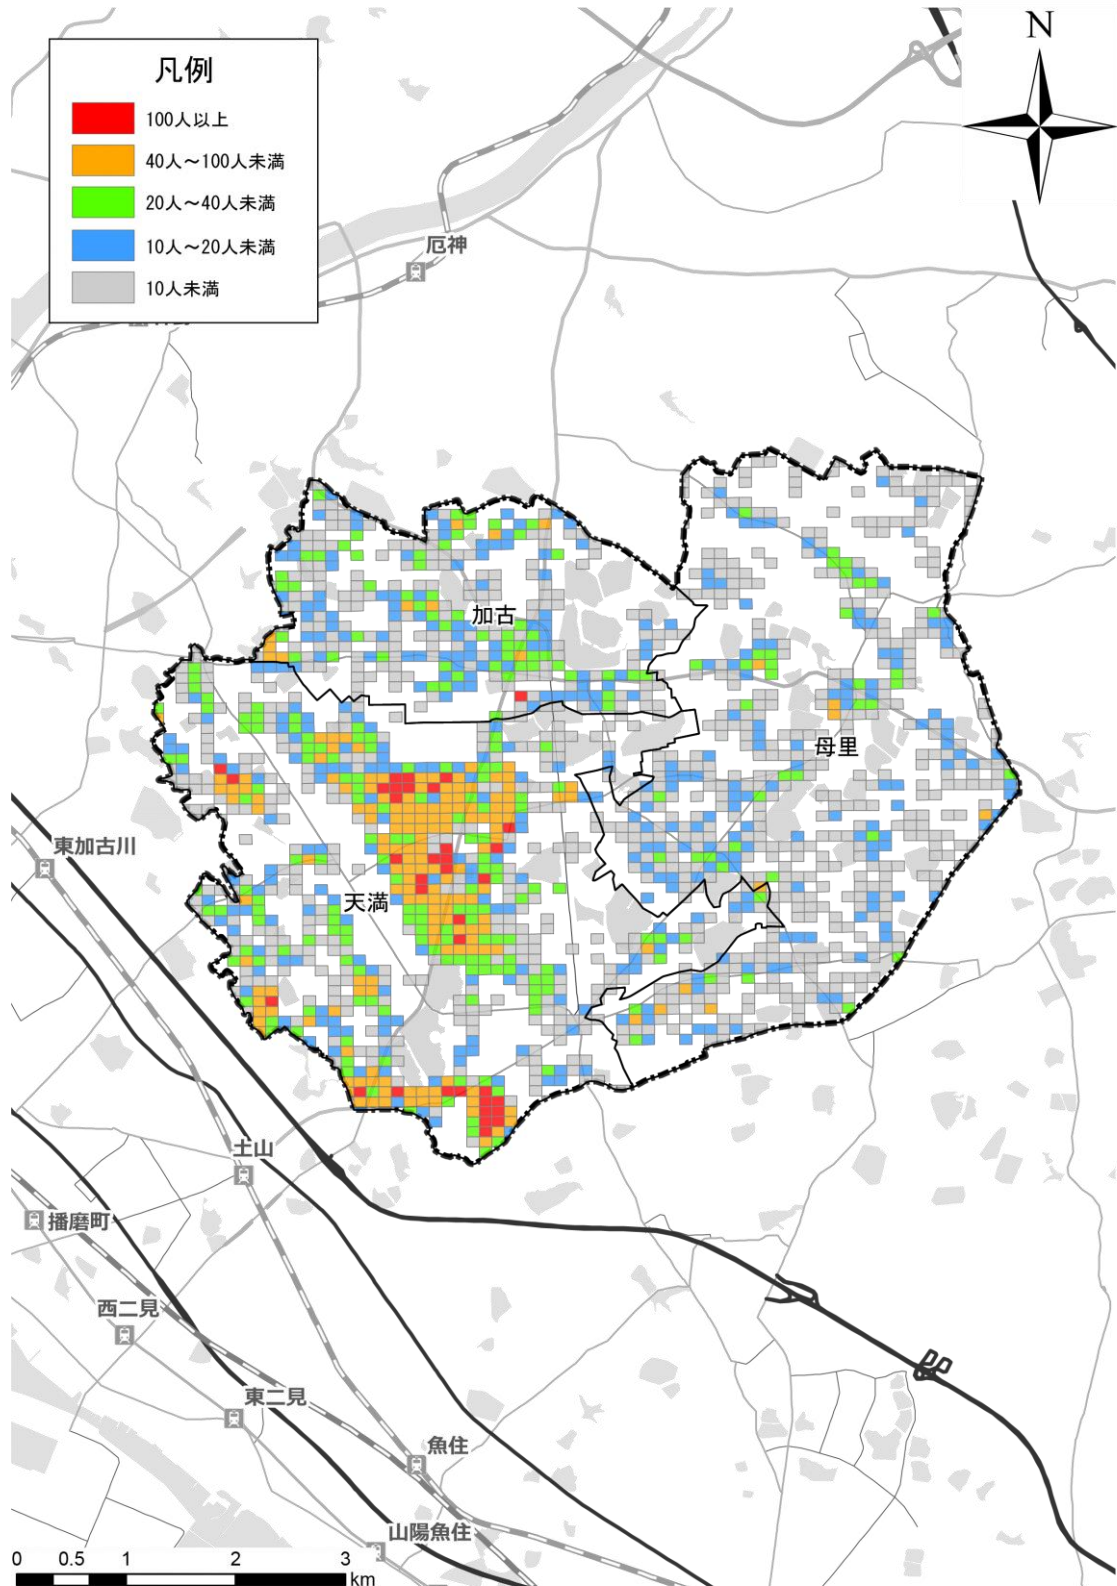 N
凡例
100人以上
40人～100人未満
20人～40人未満
10人～20人未満
10人未満
厄神
加古
母里
東加古川
天満
土山
播磨町
西二見
東二見
魚住
山陽魚住
0 0.5 1 2 3
km